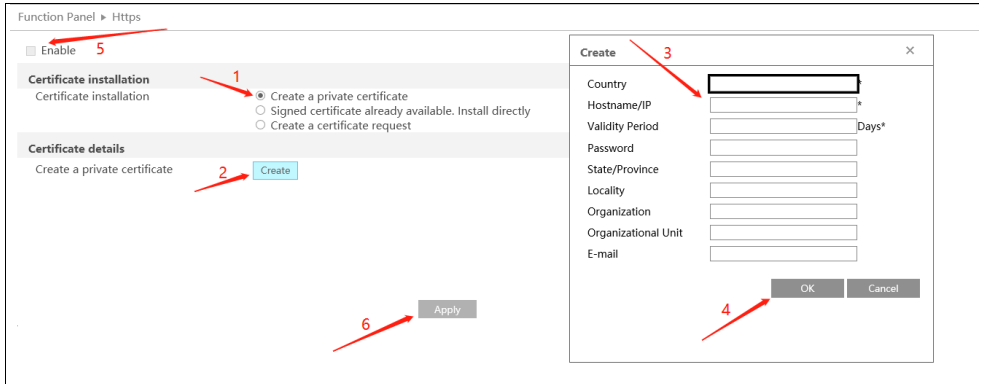 Function Panel ▸ Https
Enable 5
Certificate installation
Certificate installation 1 Create a private certificate
Signed certificate already available. Install directly
Create a certificate request
Certificate details
Create a private certificate 2 Create
6 Apply
Create 3 ×
Country *
Hostname/IP *
Validity Period Days*
Password
State/Province
Locality
Organization
Organizational Unit
E-mail
OK Cancel
4